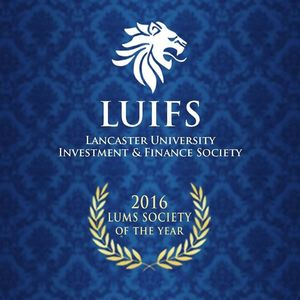 LUIFS
LANCASTER UNIVERSITY
INVESTMENT & FINANCE SOCIETY
2016
LUMS SOCIETY
OF THE YEAR